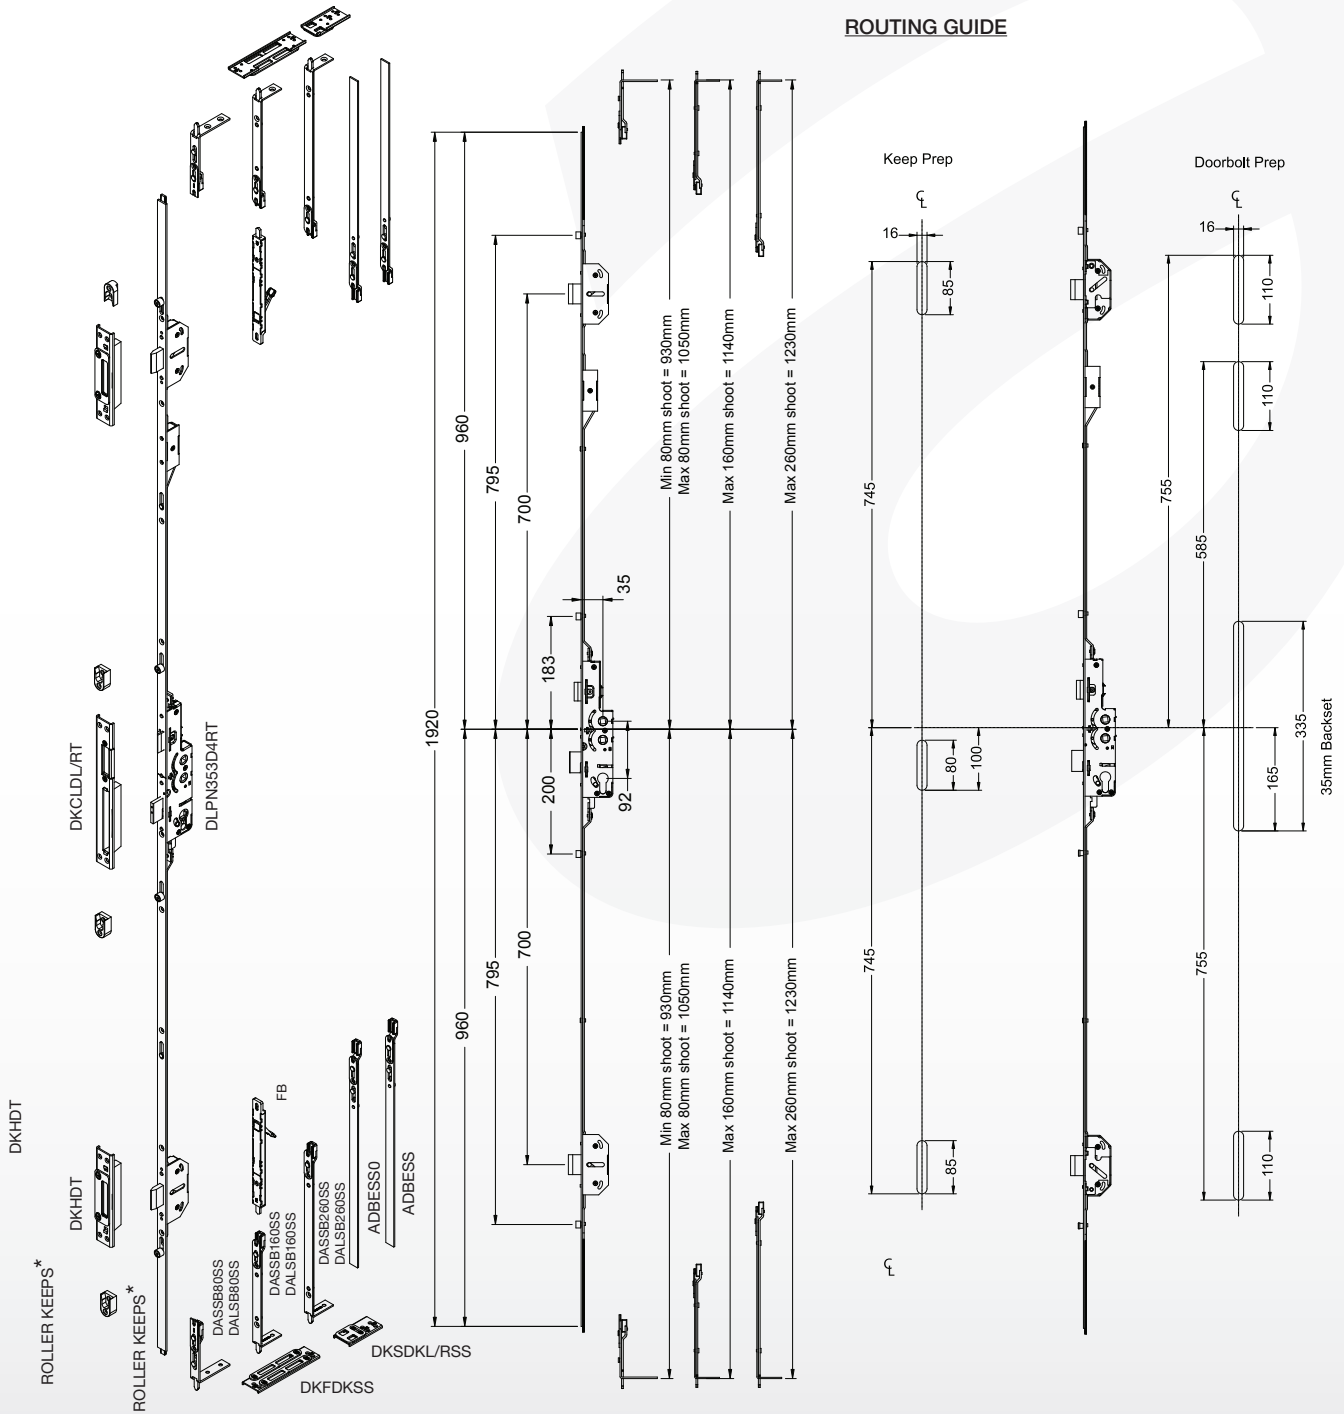 ROUTING GUIDE
Keep Prep
Doorbolt Prep
℄
℄
16
16
85
110
110
745
755
585
80
100
335
165
35mm Backset
745
755
85
110
℄
1920
960
795
700
183
35
200
92
700
795
960
Min 80mm shoot = 930mm
Max 80mm shoot = 1050mm
Max 160mm shoot = 1140mm
Max 260mm shoot = 1230mm
Min 80mm shoot = 930mm
Max 80mm shoot = 1050mm
Max 160mm shoot = 1140mm
Max 260mm shoot = 1230mm
DKCLDL/RT
DLPN353D4RT
DKHDT
DKHDT
ROLLER KEEPS*
ROLLER KEEPS*
FB
DASSB80SS
DALSB80SS
DASSB160SS
DALSB160SS
DASSB260SS
DALSB260SS
ADBESS0
ADBESS
DKSDKL/RSS
DKFDKSS